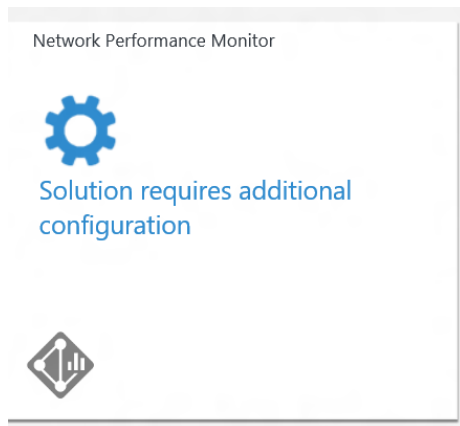 Network Performance Monitor
Solution requires additional
configuration